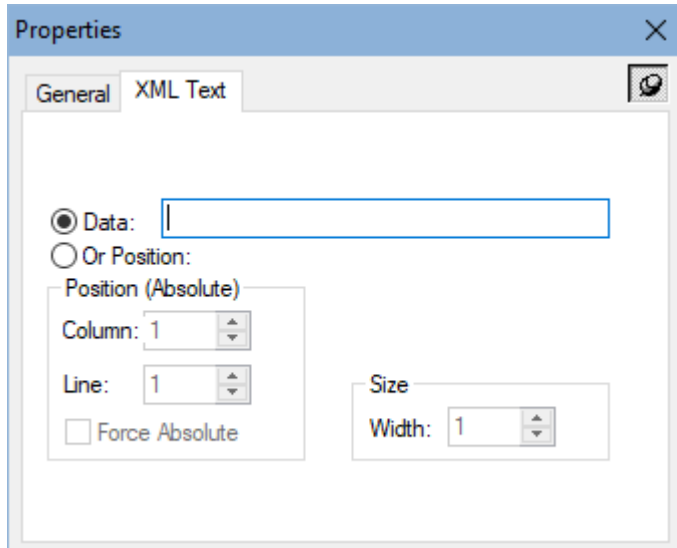 Properties
General XML Text
Data:
Or Position:
Position (Absolute)
Column: 1
Line: 1
Size
Force Absolute
Width: 1